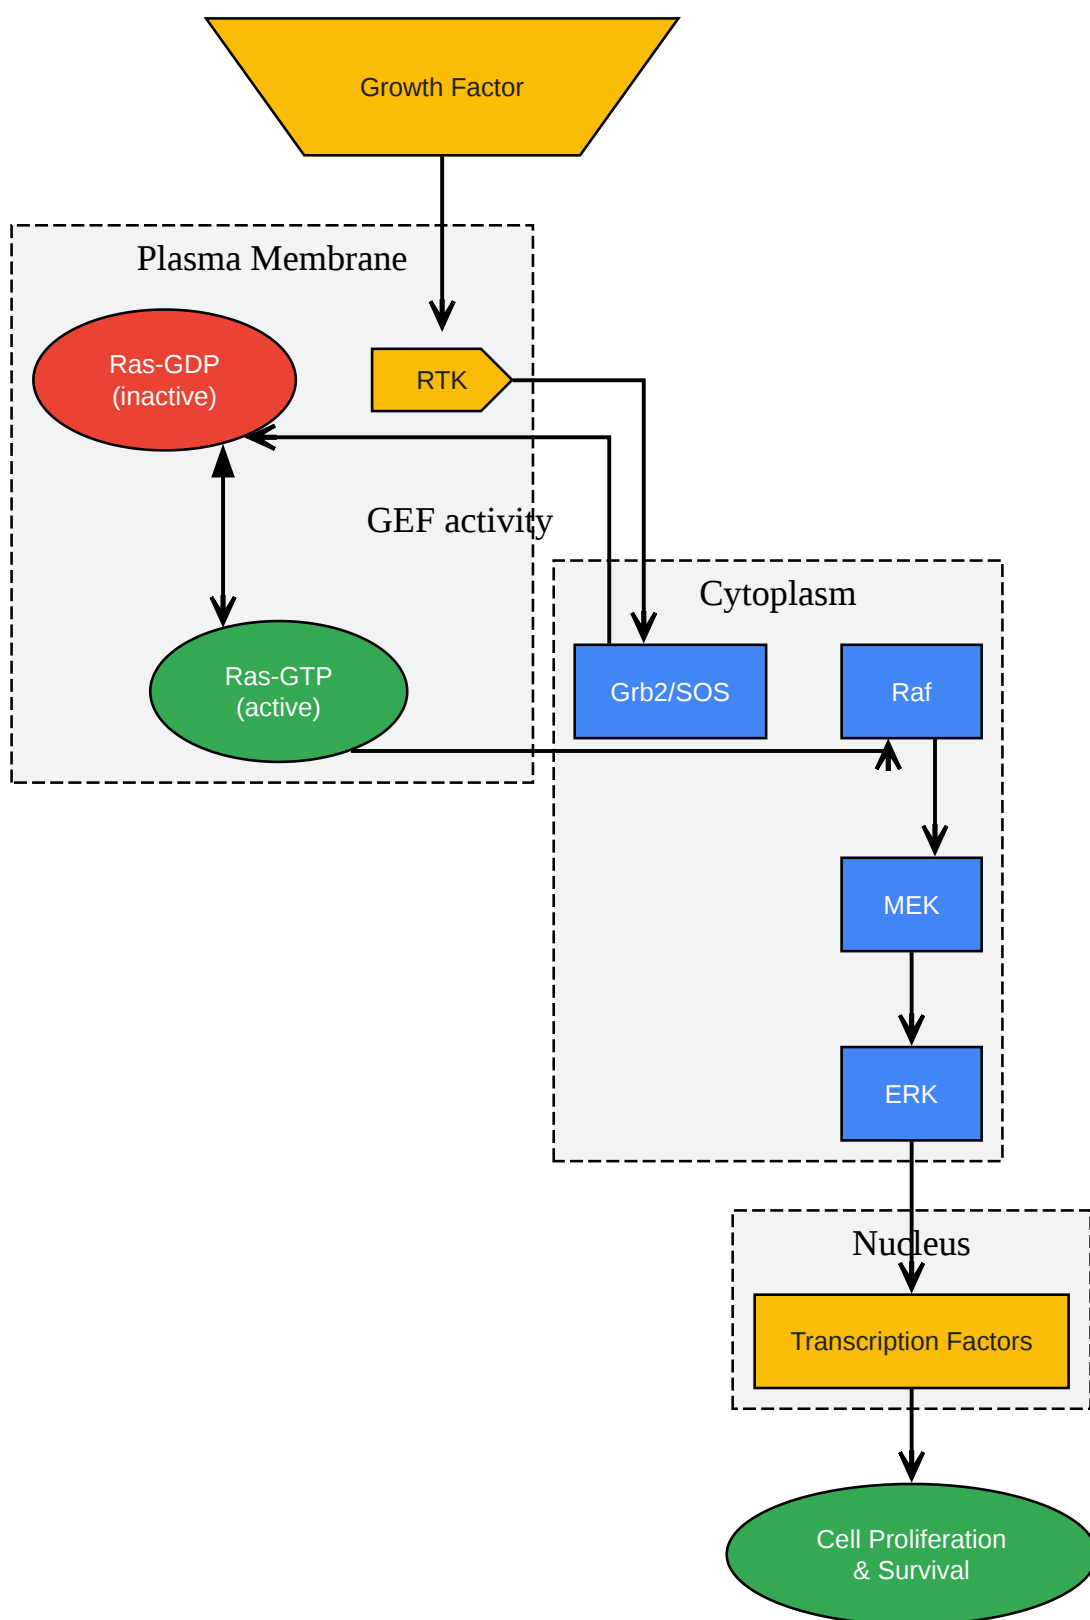 Growth Factor
Plasma Membrane
Ras-GDP
(inactive)
RTK
GEF activity
Cytoplasm
Ras-GTP
(active)
Grb2/SOS
Raf
MEK
ERK
Nucleus
Transcription Factors
Cell Proliferation
& Survival